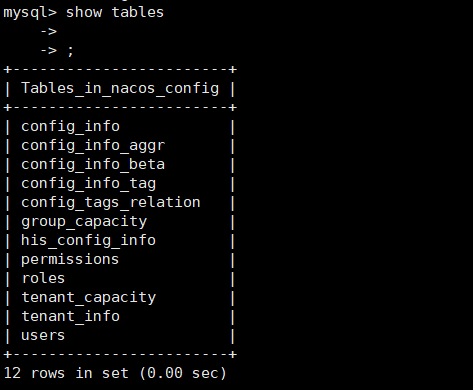 mysql> show tables
    ->
    -> ;
+------------------------+
| Tables_in_nacos_config |
+------------------------+
| config_info            |
| config_info_aggr       |
| config_info_beta       |
| config_info_tag        |
| config_tags_relation   |
| group_capacity         |
| his_config_info        |
| permissions            |
| roles                  |
| tenant_capacity        |
| tenant_info            |
| users                  |
+------------------------+
12 rows in set (0.00 sec)